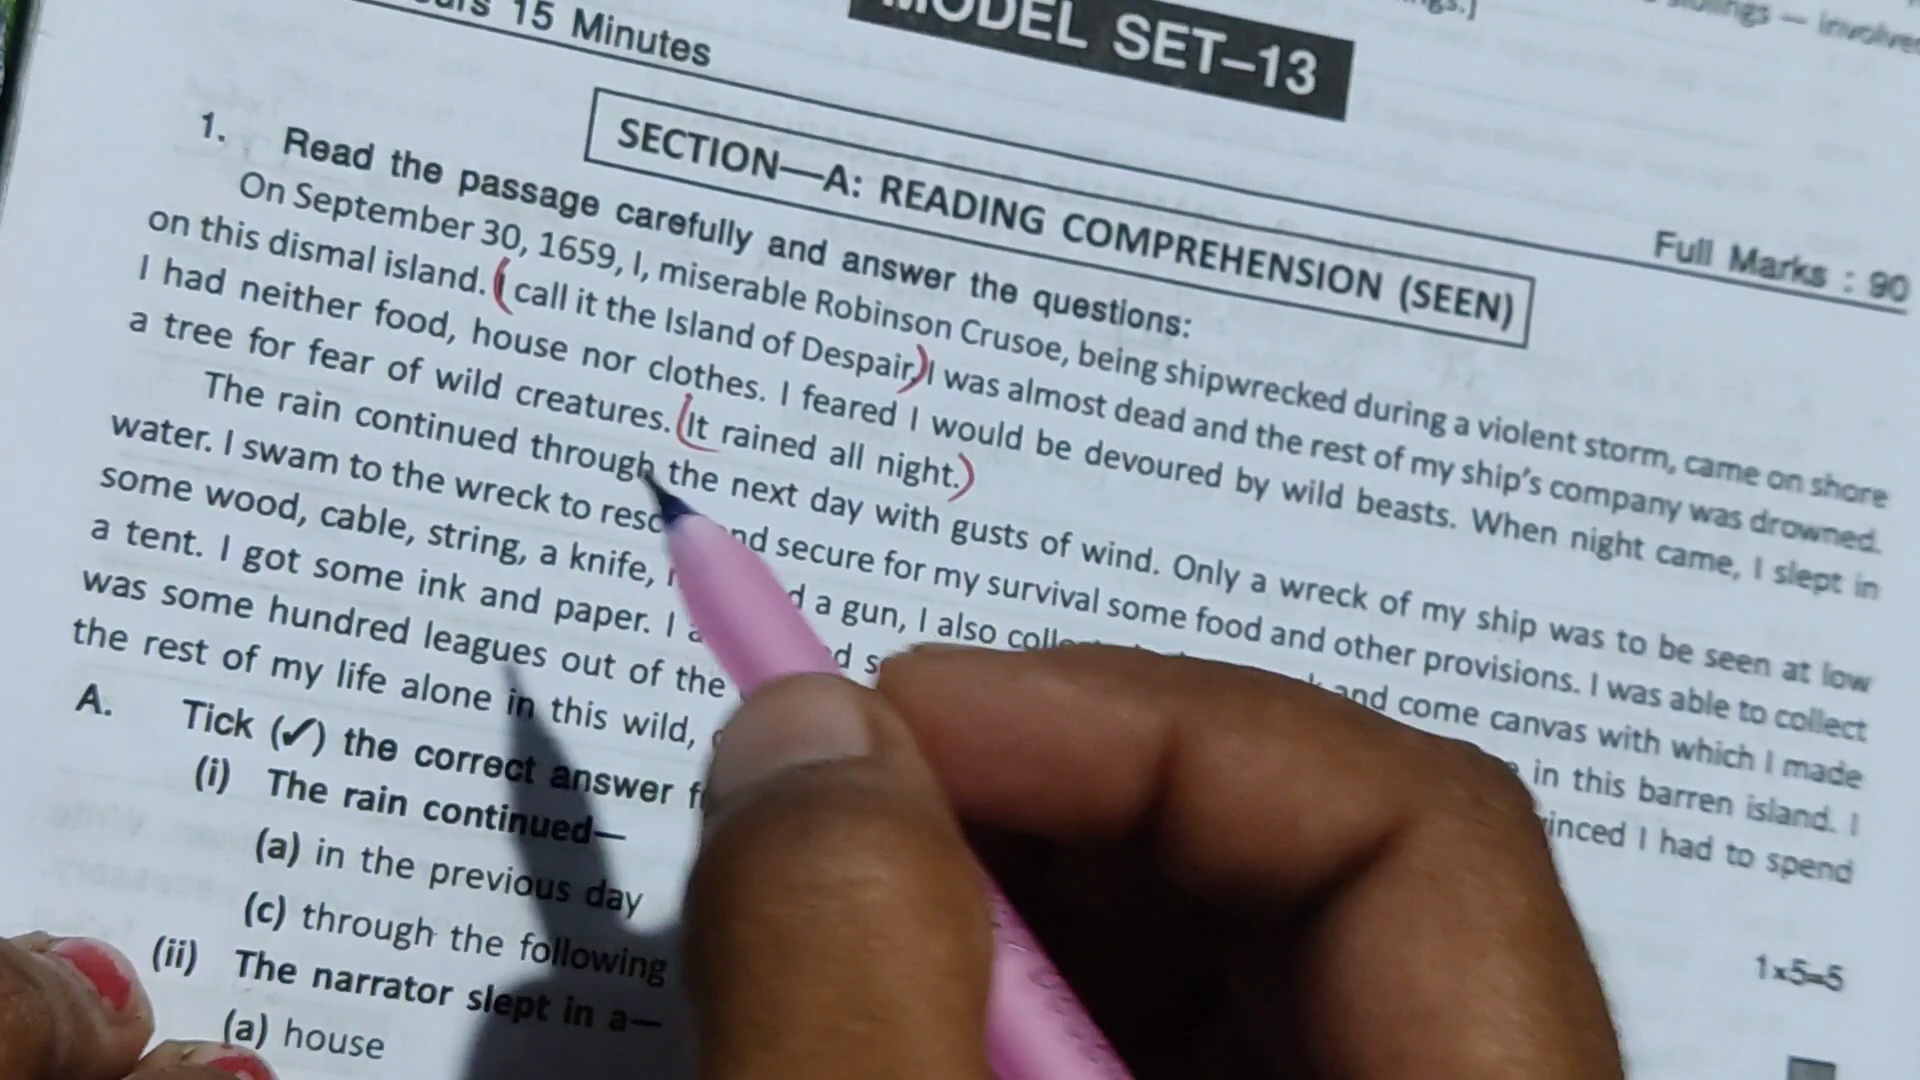 15 Minutes
MODEL SET–13
Full Marks : 90
SECTION—A: READING COMPREHENSION (SEEN)
1. Read the passage carefully and answer the questions:
On September 30, 1659, I, miserable Robinson Crusoe, being shipwrecked during a violent storm, came on shore
on this dismal island. (I call it the Island of Despair,) I was almost dead and the rest of my ship's company was drowned.
I had neither food, house nor clothes. I feared I would be devoured by wild beasts. When night came, I slept in
a tree for fear of wild creatures. (It rained all night.)
The rain continued through the next day with gusts of wind. Only a wreck of my ship was to be seen at low
water. I swam to the wreck to and secure for my survival some food and other provisions. I was able to collect
some wood, cable, string, a knife, a gun, I also and come canvas with which I made
a tent. I got some ink and paper. I in this barren island. I
was some hundred leagues out of the I had to spend
the rest of my life alone in this wild,
A. Tick (✓) the correct answer 1×5=5
(i) The rain continued—
(a) in the previous day
(c) through the following
(ii) The narrator slept in a—
(a) house